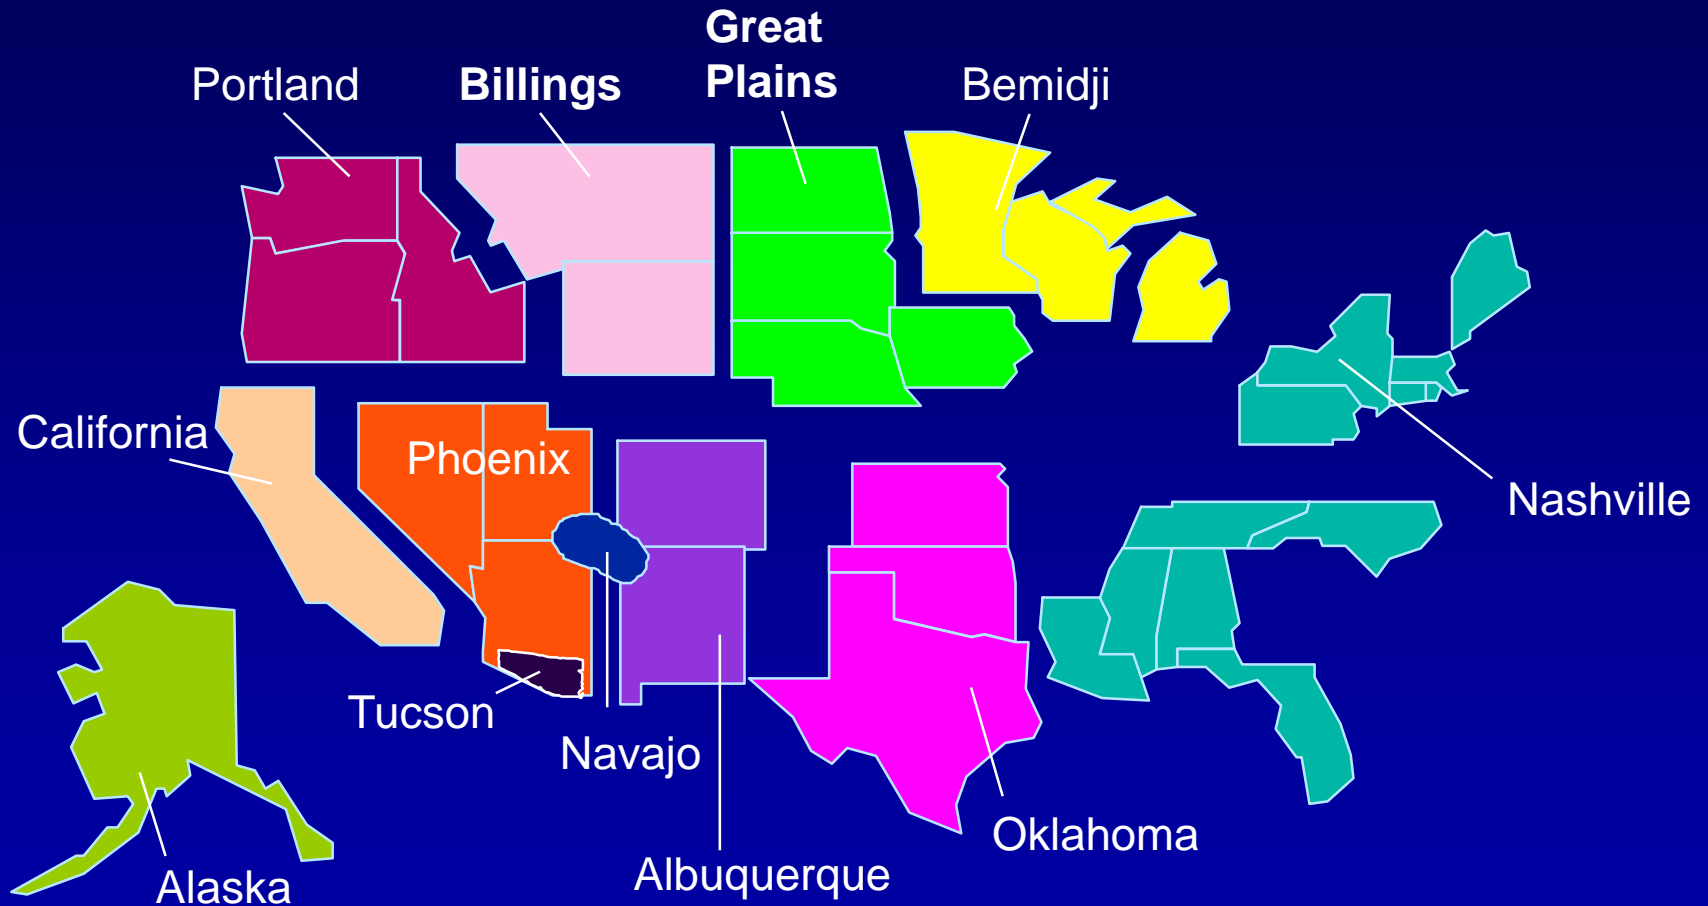 Great
Plains
Portland
Billings
Bemidji
California
Phoenix
Nashville
Tucson
Navajo
Oklahoma
Albuquerque
Alaska